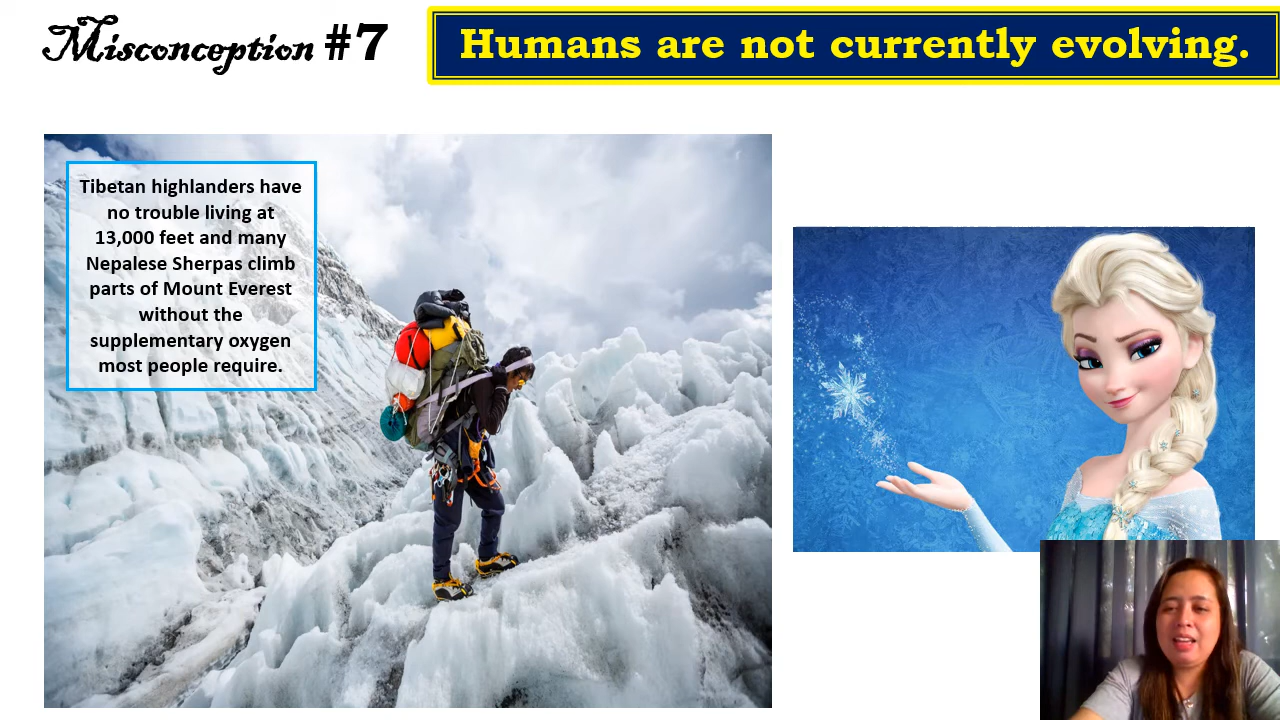 Misconception #7
Humans are not currently evolving.
Tibetan highlanders have
no trouble living at
13,000 feet and many
Nepalese Sherpas climb
parts of Mount Everest
without the
supplementary oxygen
most people require.